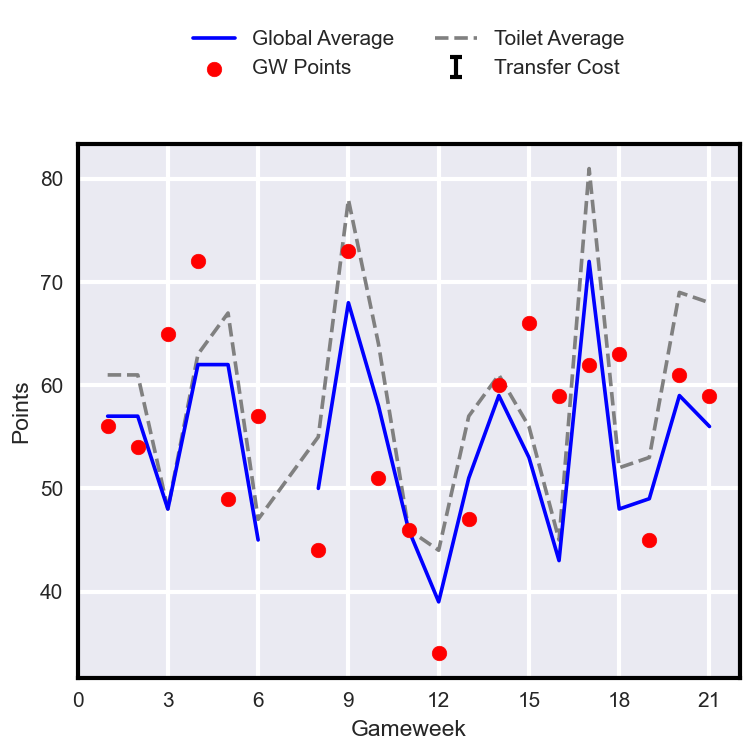 Global Average
Toilet Average
GW Points
Transfer Cost
80
70
60
50
40
Points
0 3 6 9 12 15 18 21
Gameweek